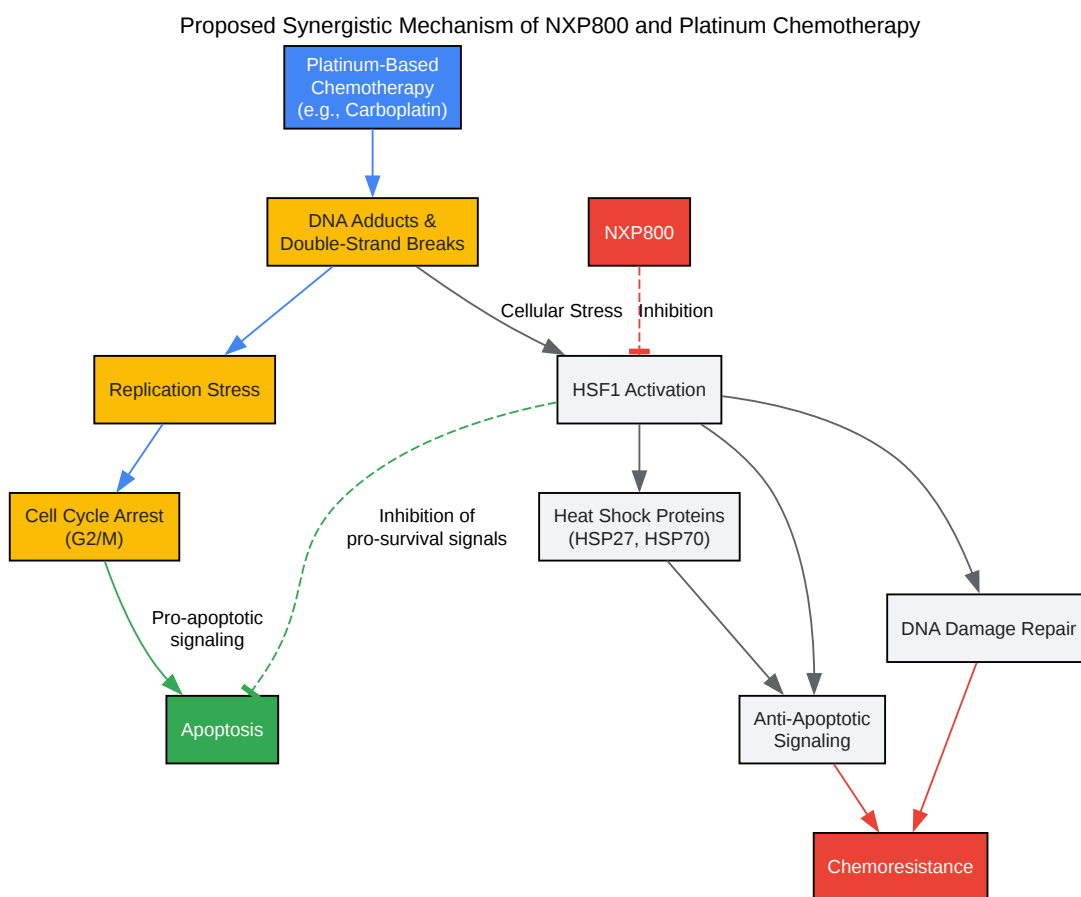 Proposed Synergistic Mechanism of NXP800 and Platinum Chemotherapy
Platinum-Based
Chemotherapy
(e.g., Carboplatin)
DNA Adducts &
Double-Strand Breaks
NXP800
Cellular Stress
Inhibition
Replication Stress
HSF1 Activation
Cell Cycle Arrest
(G2/M)
Inhibition of
pro-survival signals
Heat Shock Proteins
(HSP27, HSP70)
Pro-apoptotic
signaling
DNA Damage Repair
Apoptosis
Anti-Apoptotic
Signaling
Chemoresistance